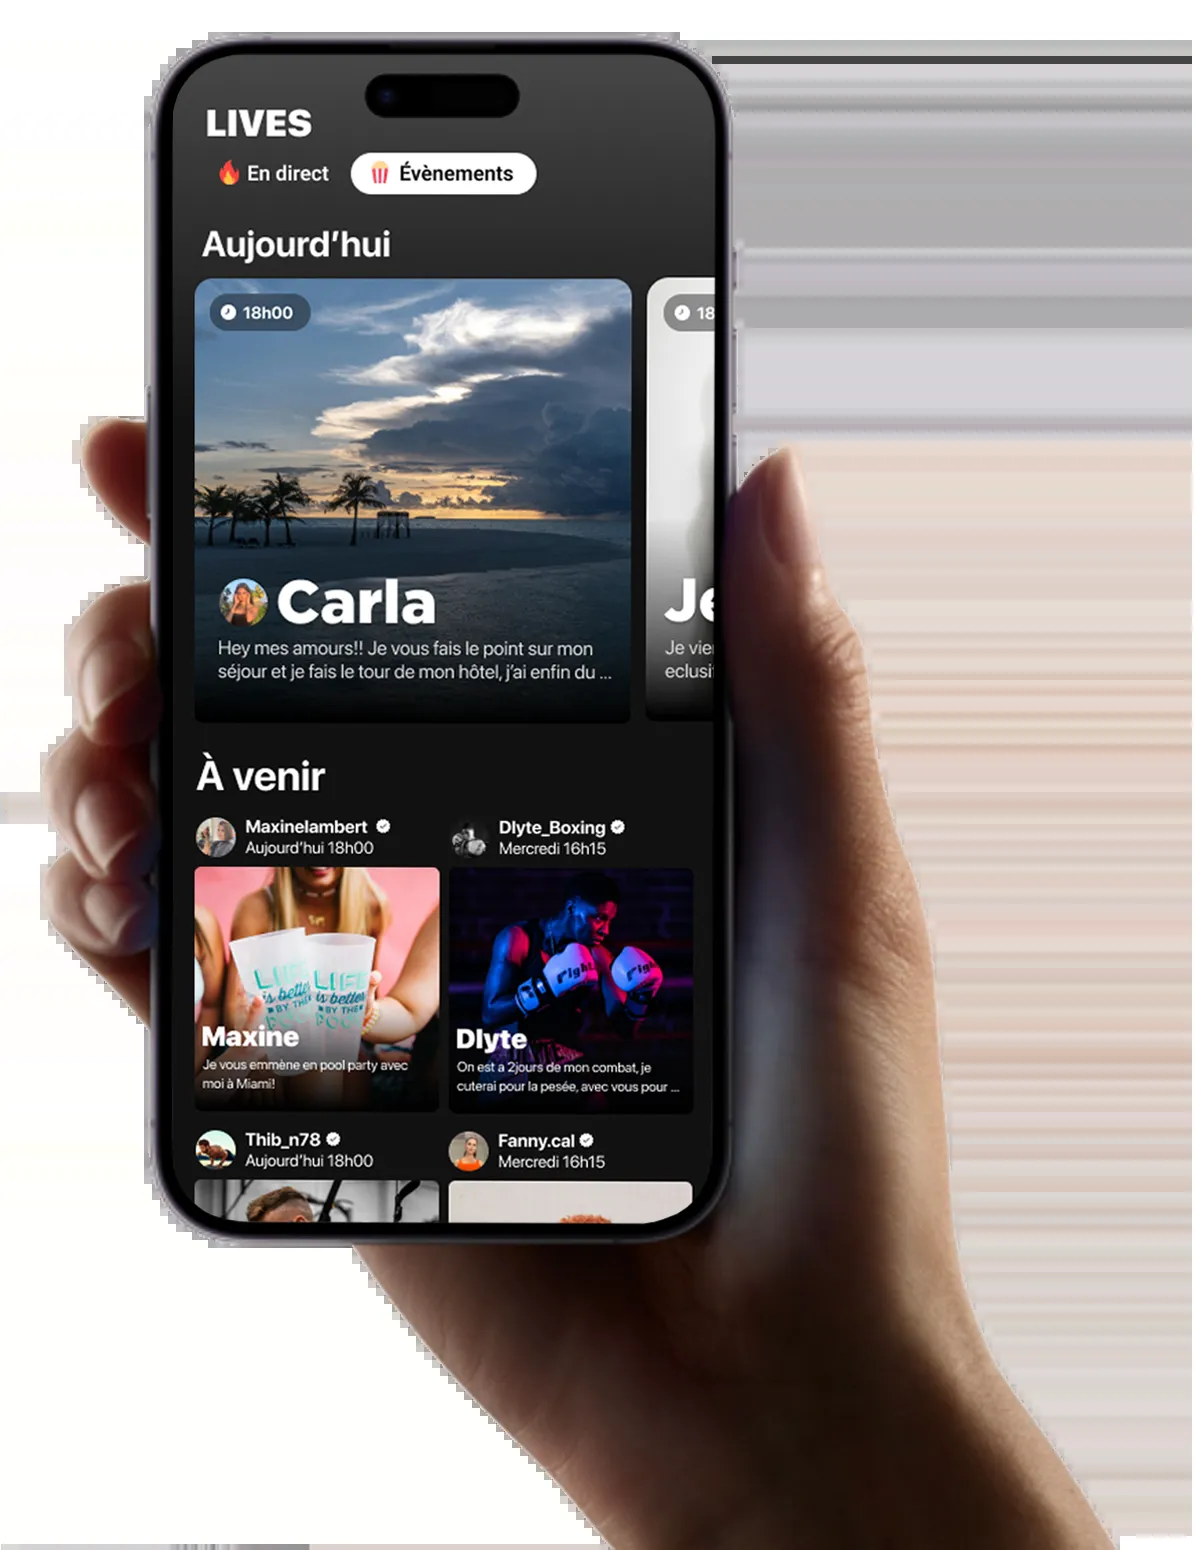 LIVES
En direct
Évènements
Aujourd'hui
18h00
18
Carla
Hey mes amours!! Je vous fais le point sur mon
séjour et je fais le tour de mon hôtel, j'ai enfin du ...
Je
Je vie
eclusi
À venir
Maxinelambert
Aujourd'hui 18h00
Dlyte_Boxing
Mercredi 16h15
LIFE
is better
BY THE
POOL
LIFE
is better
BY THE
POO
Maxine
Je vous emmène en pool party avec
moi à Miami!
Dlyte
On est a 2jours de mon combat, je
cuterai pour la pesée, avec vous pour ...
Thib_n78
Aujourd'hui 18h00
Fanny.cal
Mercredi 16h15